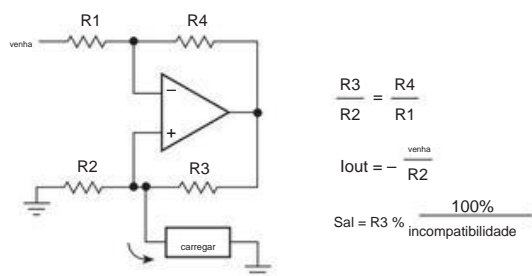 R1
R4
venha
−
+
R2
R3
carregar
R3
R2
=
R4
R1
Iout = − venha
R2
Sal = R3 % 100%
incompatibilidade